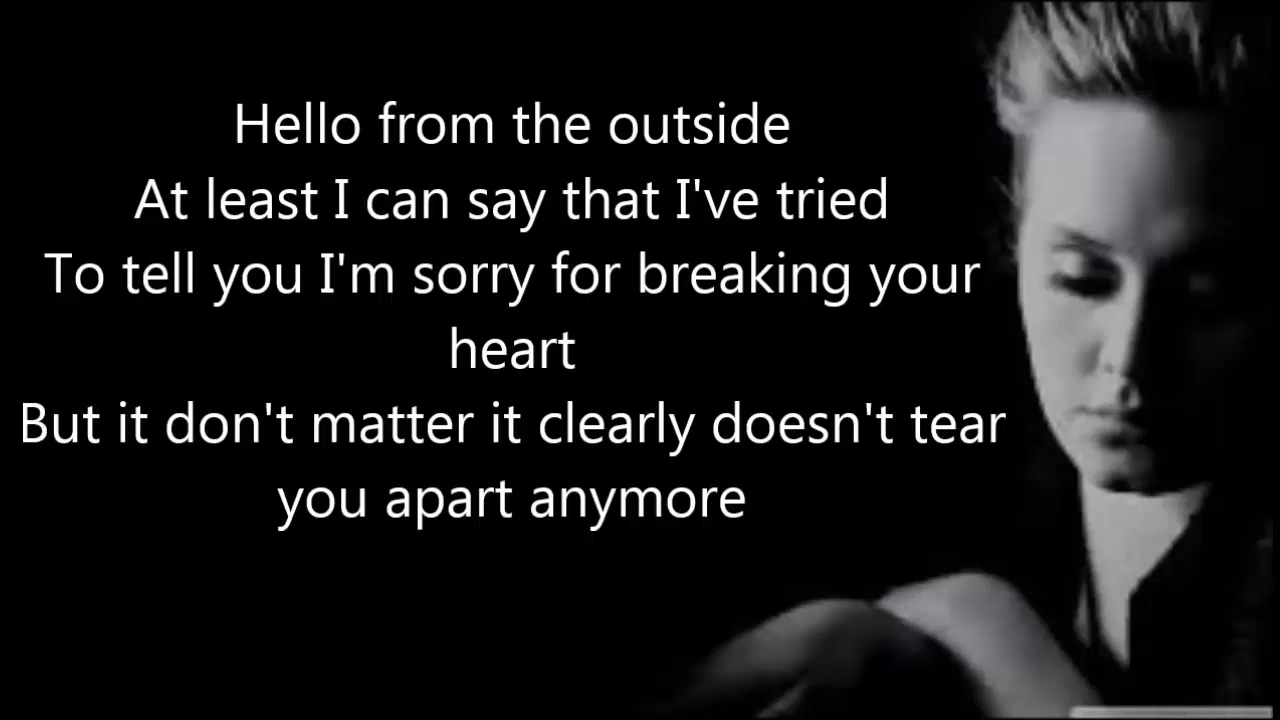 Hello from the outside
At least I can say that I've tried
To tell you I'm sorry for breaking your
heart
But it don't matter it clearly doesn't tear
you apart anymore